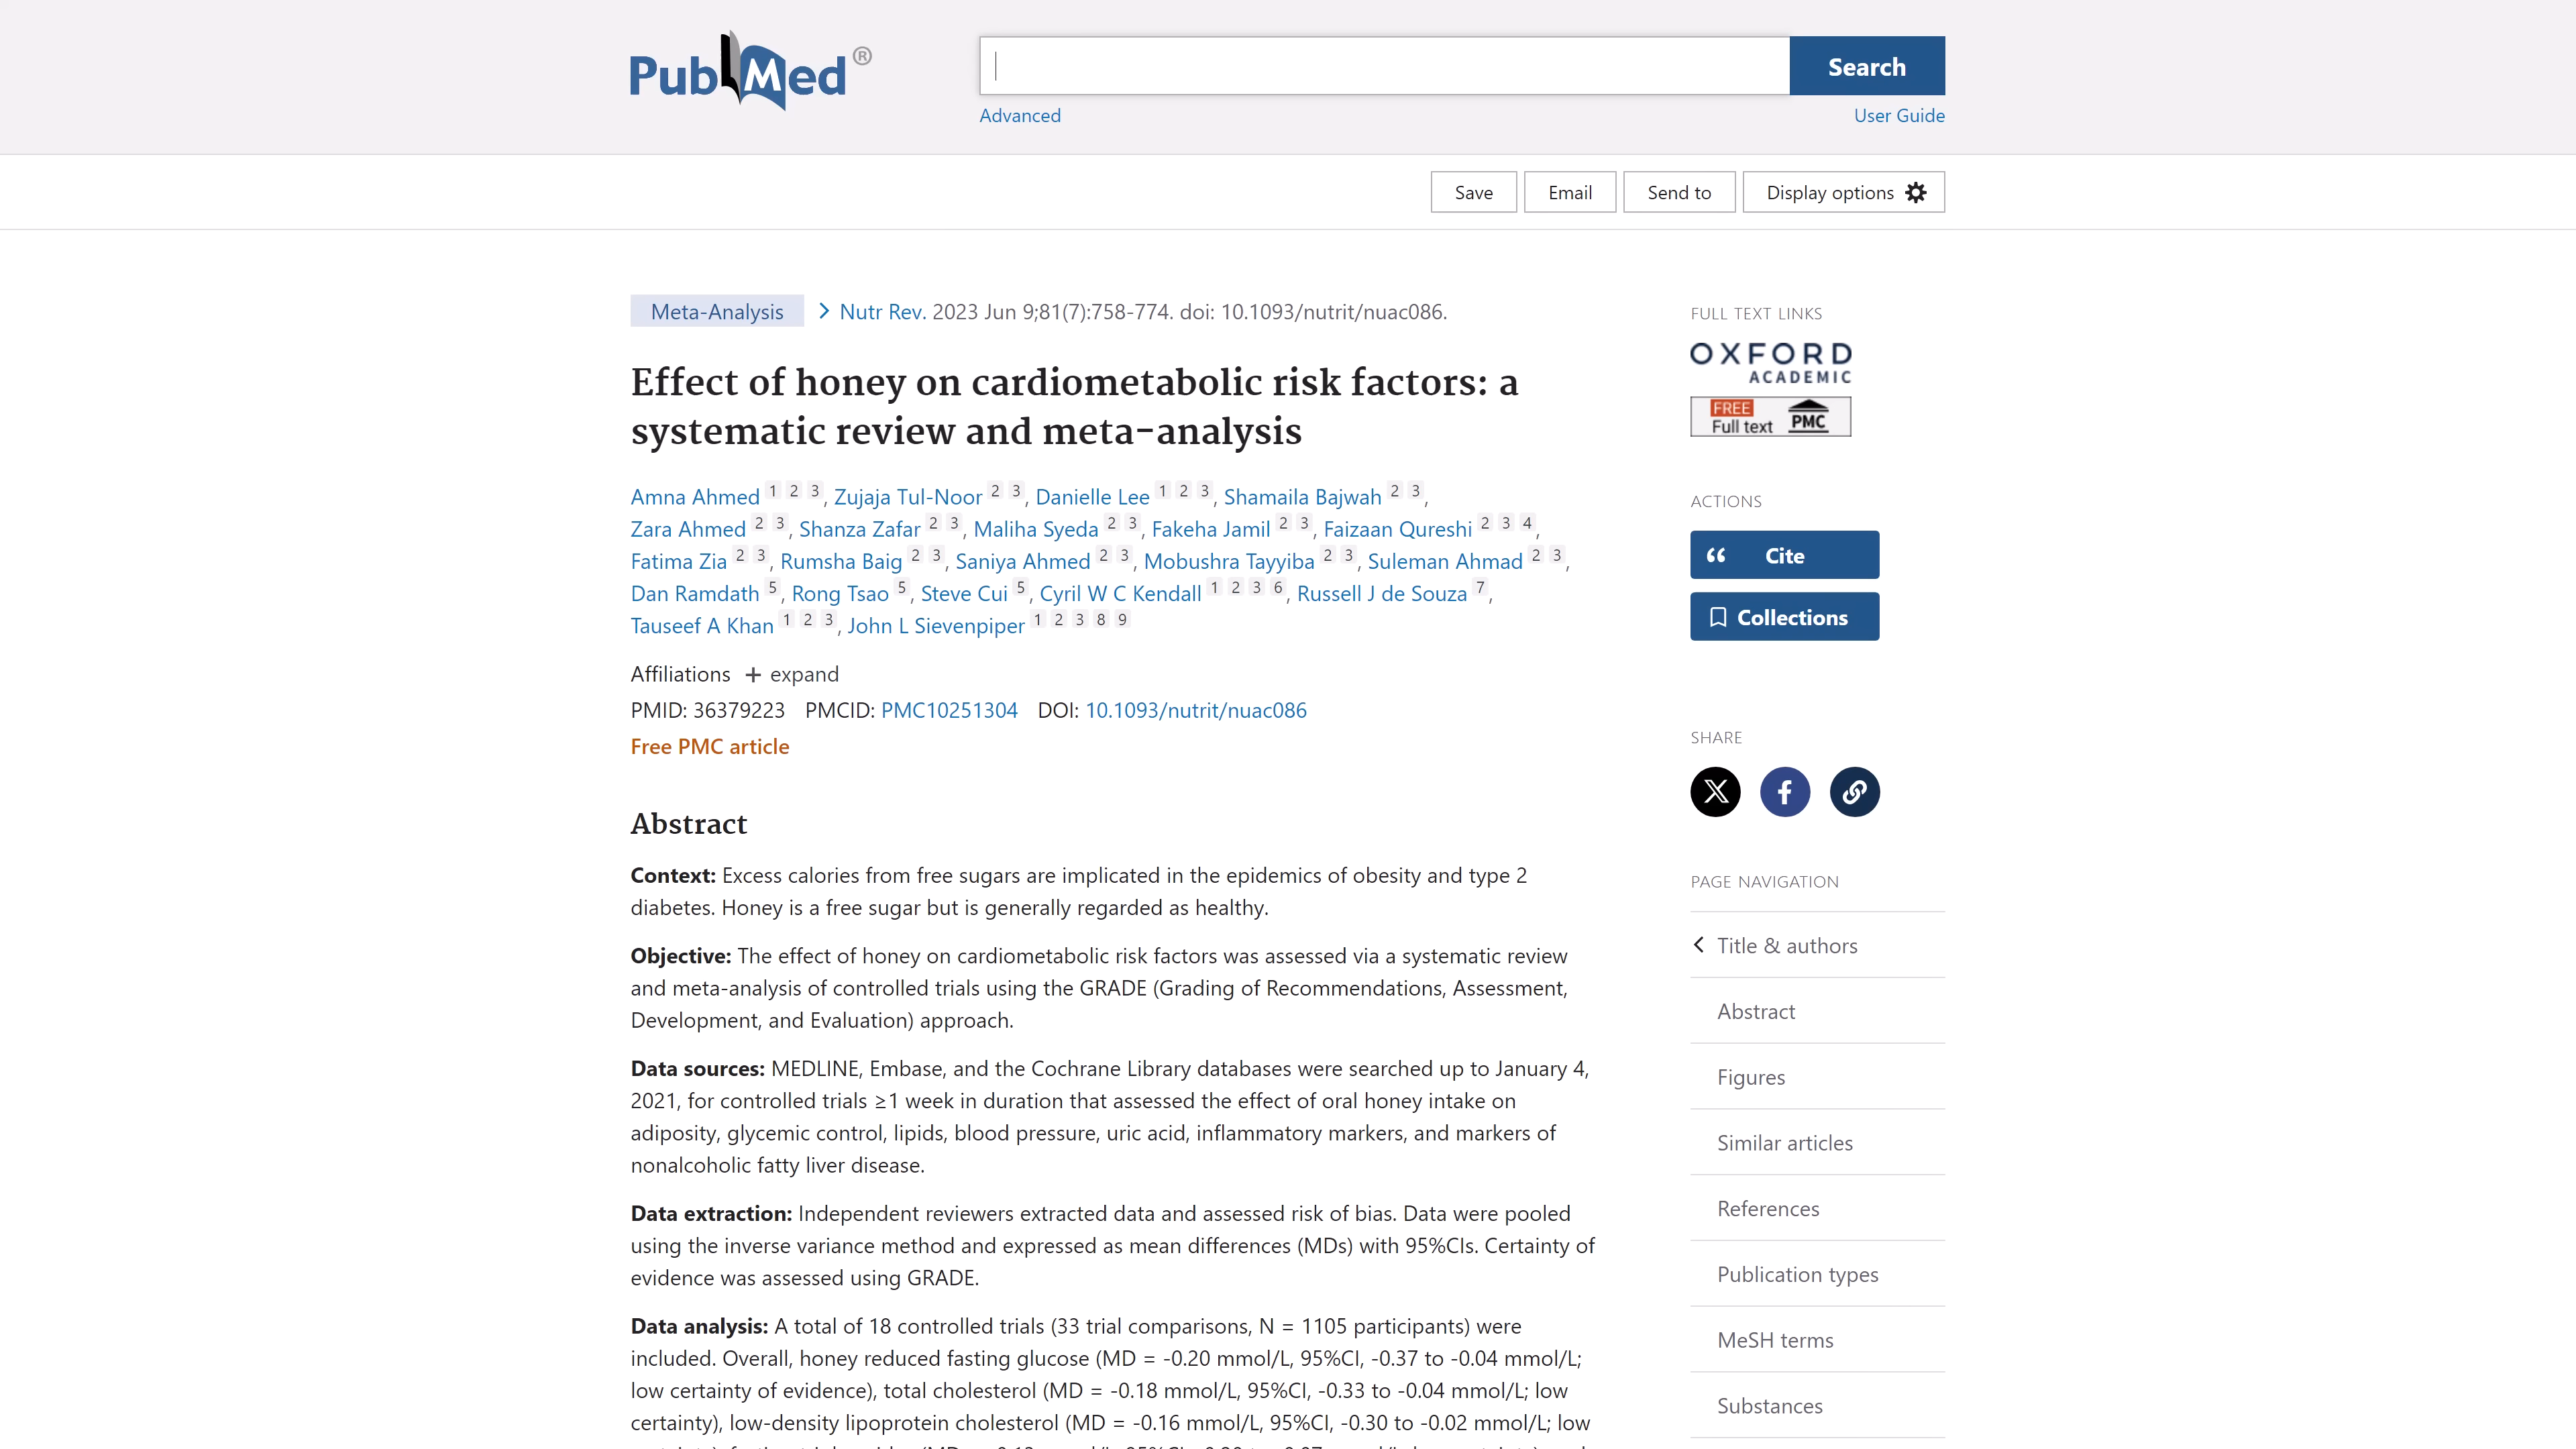 PubMed®
Search
Advanced
User Guide
Save
Email
Send to
Display options
Meta-Analysis
Nutr Rev. 2023 Jun 9;81(7):758-774. doi: 10.1093/nutrit/nuac086.
Effect of honey on cardiometabolic risk factors: a
systematic review and meta-analysis
Amna Ahmed 1 2 3, Zujaja Tul-Noor 2 3, Danielle Lee 1 2 3, Shamaila Bajwah 2 3,
Zara Ahmed 2 3, Shanza Zafar 2 3, Maliha Syeda 2 3, Fakeha Jamil 2 3, Faizaan Qureshi 2 3 4,
Fatima Zia 2 3, Rumsha Baig 2 3, Saniya Ahmed 2 3, Mobushra Tayyiba 2 3, Suleman Ahmad 2 3,
Dan Ramdath 5, Rong Tsao 5, Steve Cui 5, Cyril W C Kendall 1 2 3 6, Russell J de Souza 7,
Tauseef A Khan 1 2 3, John L Sievenpiper 1 2 3 8 9
Affiliations + expand
PMID: 36379223 PMCID: PMC10251304 DOI: 10.1093/nutrit/nuac086
Free PMC article
Abstract
Context: Excess calories from free sugars are implicated in the epidemics of obesity and type 2
diabetes. Honey is a free sugar but is generally regarded as healthy.
Objective: The effect of honey on cardiometabolic risk factors was assessed via a systematic review
and meta-analysis of controlled trials using the GRADE (Grading of Recommendations, Assessment,
Development, and Evaluation) approach.
Data sources: MEDLINE, Embase, and the Cochrane Library databases were searched up to January 4,
2021, for controlled trials ≥1 week in duration that assessed the effect of oral honey intake on
adiposity, glycemic control, lipids, blood pressure, uric acid, inflammatory markers, and markers of
nonalcoholic fatty liver disease.
Data extraction: Independent reviewers extracted data and assessed risk of bias. Data were pooled
using the inverse variance method and expressed as mean differences (MDs) with 95%CIs. Certainty of
evidence was assessed using GRADE.
Data analysis: A total of 18 controlled trials (33 trial comparisons, N = 1105 participants) were
included. Overall, honey reduced fasting glucose (MD = -0.20 mmol/L, 95%CI, -0.37 to -0.04 mmol/L;
low certainty of evidence), total cholesterol (MD = -0.18 mmol/L, 95%CI, -0.33 to -0.04 mmol/L; low
certainty), low-density lipoprotein cholesterol (MD = -0.16 mmol/L, 95%CI, -0.30 to -0.02 mmol/L; low
FULL TEXT LINKS
OXFORD
ACADEMIC
FREE
Full text
PMC
ACTIONS
Cite
Collections
SHARE
PAGE NAVIGATION
Title & authors
Abstract
Figures
Similar articles
References
Publication types
MeSH terms
Substances